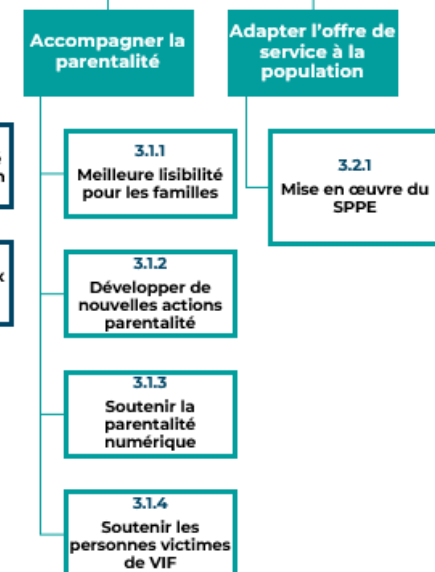 Accompagner la
parentalité
3.1.1
Meilleure lisibilité
pour les familles
3.1.2
Développer de
nouvelles actions
parentalité
3.1.3
Soutenir la
parentalité
numérique
3.1.4
Soutenir les
personnes victimes
de VIF
Adapter l’offre de
service à la
population
3.2.1
Mise en œuvre du
SPPE